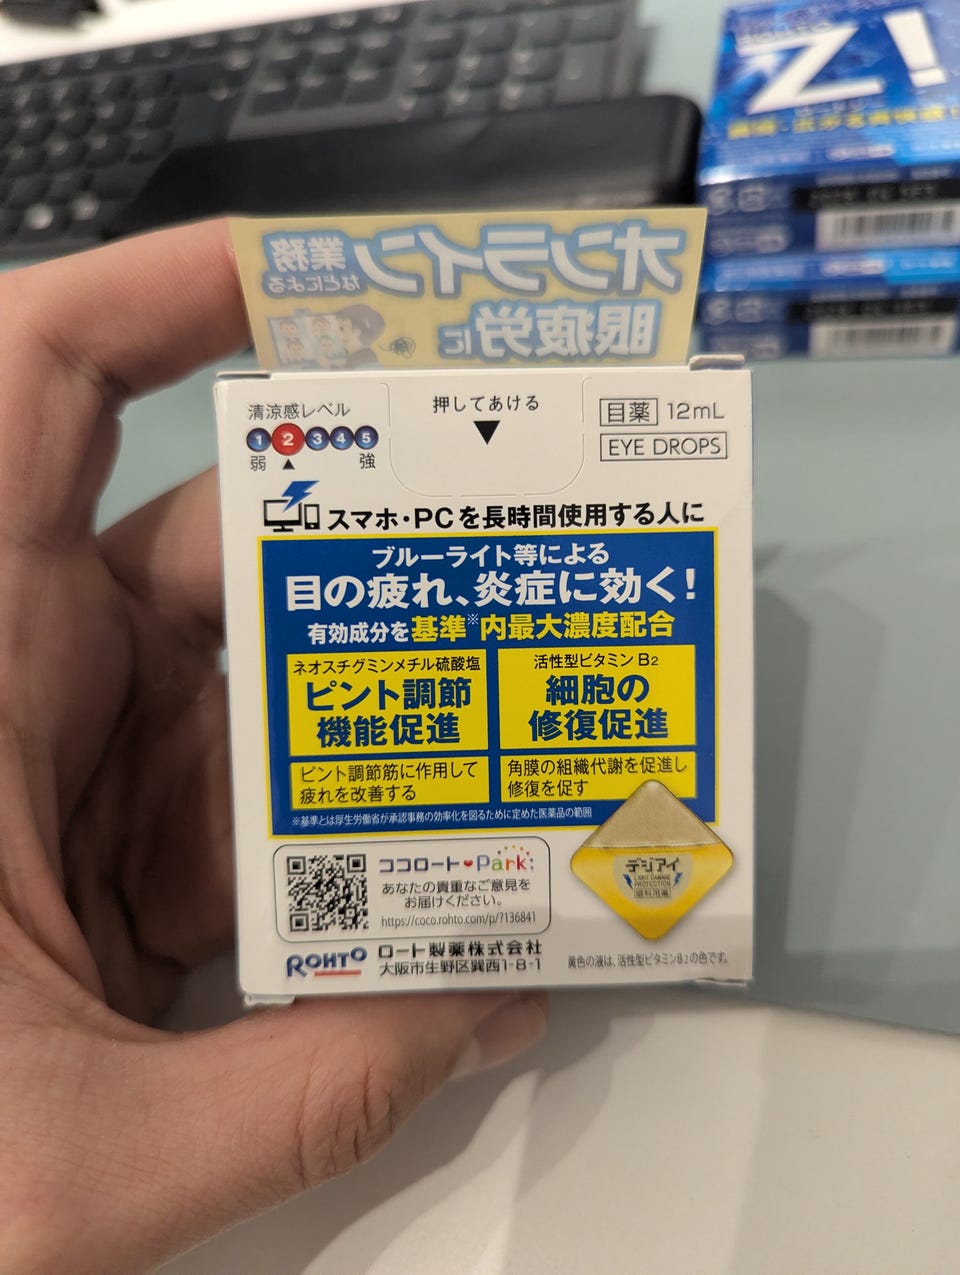 Z!
オンライン業務
などによる
眼疲労に
清涼感レベル
1 2 3 4 5
弱 ▲ 強
押してあける
▼
目薬 12mL
EYE DROPS
スマホ・PCを長時間使用する人に
ブルーライト等による
目の疲れ、炎症に効く!
有効成分を基準※内最大濃度配合
ネオスチグミンメチル硫酸塩
ピント調節
機能促進
ピント調節筋に作用して
疲れを改善する
活性型ビタミンB2
細胞の
修復促進
角膜の組織代謝を促進し
修復を促す
※基準とは厚生労働省が承認事務の効率化を図るために定めた医薬品の範囲
ココロート❤Park
あなたの貴重なご意見を
お届けください。
https://coco.rohto.com/p/?136841
デジアイ
LIGHT DAMAGE
PROTECTION
眼科用薬
ROHTO
ロート製薬株式会社
大阪市生野区巽西1-8-1
黄色の液は、活性型ビタミンB2の色です。